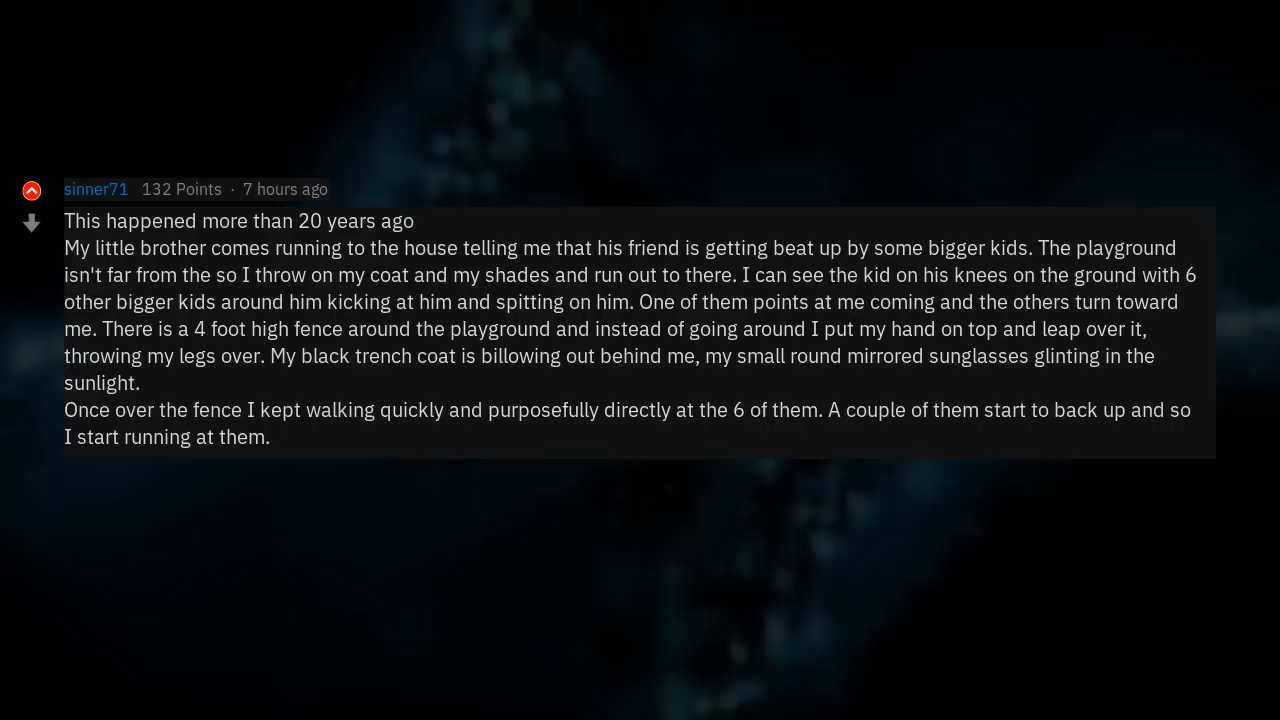 sinner71 132 Points · 7 hours ago
This happened more than 20 years ago
My little brother comes running to the house telling me that his friend is getting beat up by some bigger kids. The playground
isn't far from the so I throw on my coat and my shades and run out to there. I can see the kid on his knees on the ground with 6
other bigger kids around him kicking at him and spitting on him. One of them points at me coming and the others turn toward
me. There is a 4 foot high fence around the playground and instead of going around I put my hand on top and leap over it,
throwing my legs over. My black trench coat is billowing out behind me, my small round mirrored sunglasses glinting in the
sunlight.
Once over the fence I kept walking quickly and purposefully directly at the 6 of them. A couple of them start to back up and so
I start running at them.